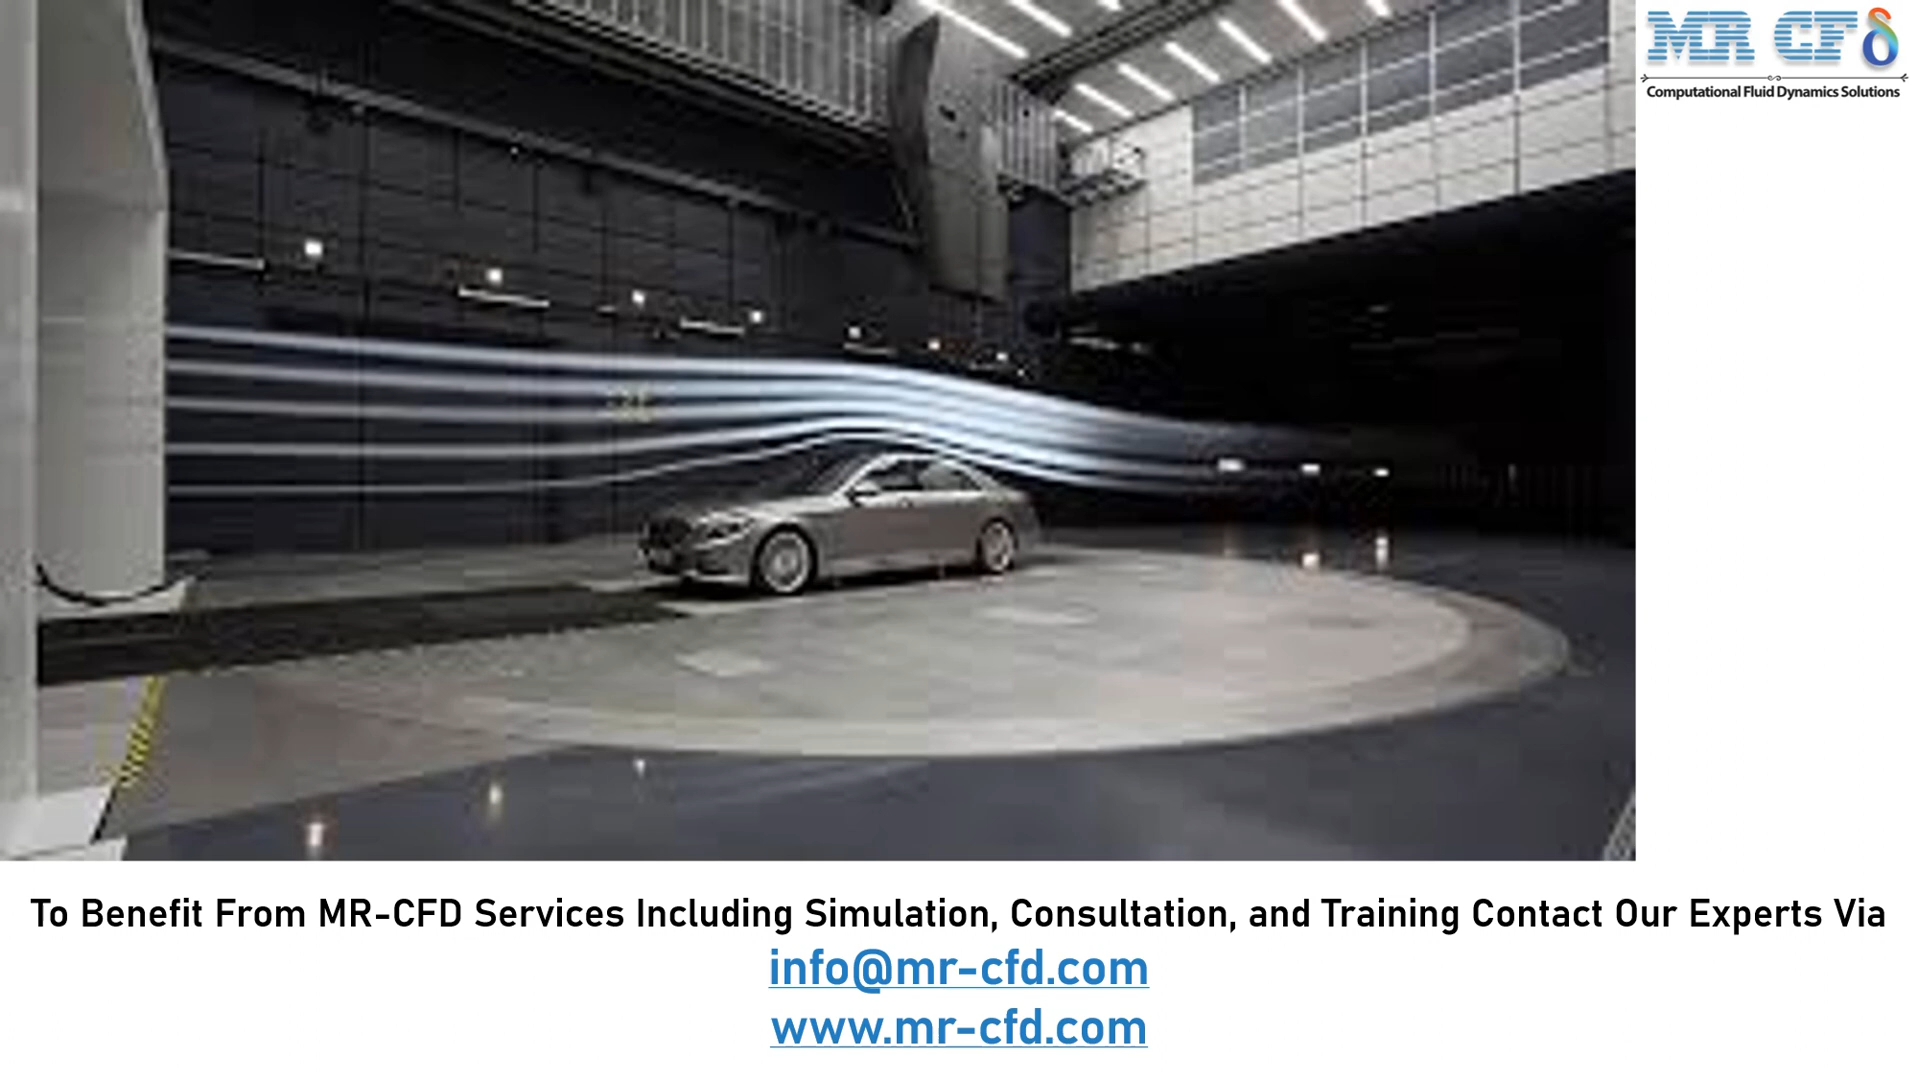 MR CFδ
Computational Fluid Dynamics Solutions
To Benefit From MR-CFD Services Including Simulation, Consultation, and Training Contact Our Experts Via
info@mr-cfd.com
www.mr-cfd.com